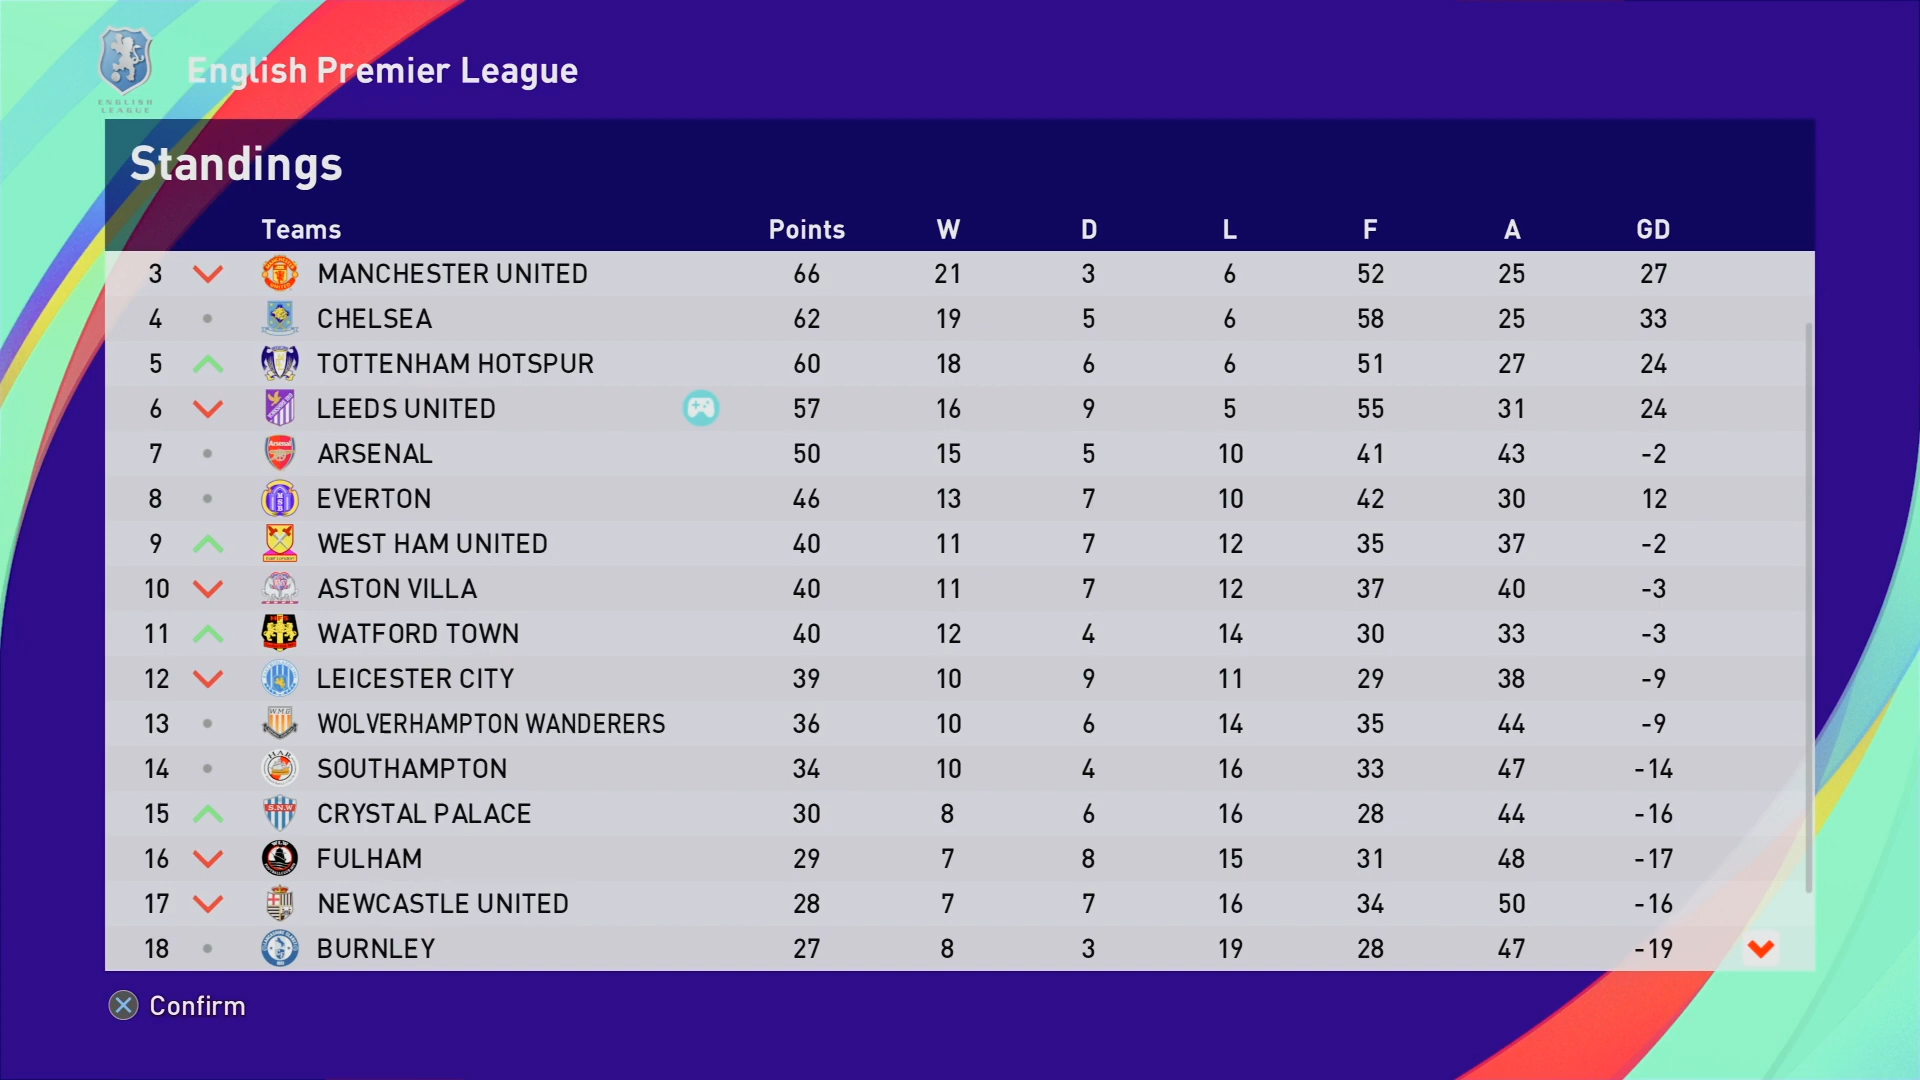 English Premier League
ENGLISH
LEAGUE
Standings
Teams Points W D L F A GD
3 MANCHESTER UNITED 66 21 3 6 52 25 27
4 CHELSEA 62 19 5 6 58 25 33
5 TOTTENHAM HOTSPUR 60 18 6 6 51 27 24
6 LEEDS UNITED 57 16 9 5 55 31 24
7 ARSENAL 50 15 5 10 41 43 -2
8 EVERTON 46 13 7 10 42 30 12
9 WEST HAM UNITED 40 11 7 12 35 37 -2
10 ASTON VILLA 40 11 7 12 37 40 -3
11 WATFORD TOWN 40 12 4 14 30 33 -3
12 LEICESTER CITY 39 10 9 11 29 38 -9
13 WOLVERHAMPTON WANDERERS 36 10 6 14 35 44 -9
14 SOUTHAMPTON 34 10 4 16 33 47 -14
15 CRYSTAL PALACE 30 8 6 16 28 44 -16
16 FULHAM 29 7 8 15 31 48 -17
17 NEWCASTLE UNITED 28 7 7 16 34 50 -16
18 BURNLEY 27 8 3 19 28 47 -19
Confirm